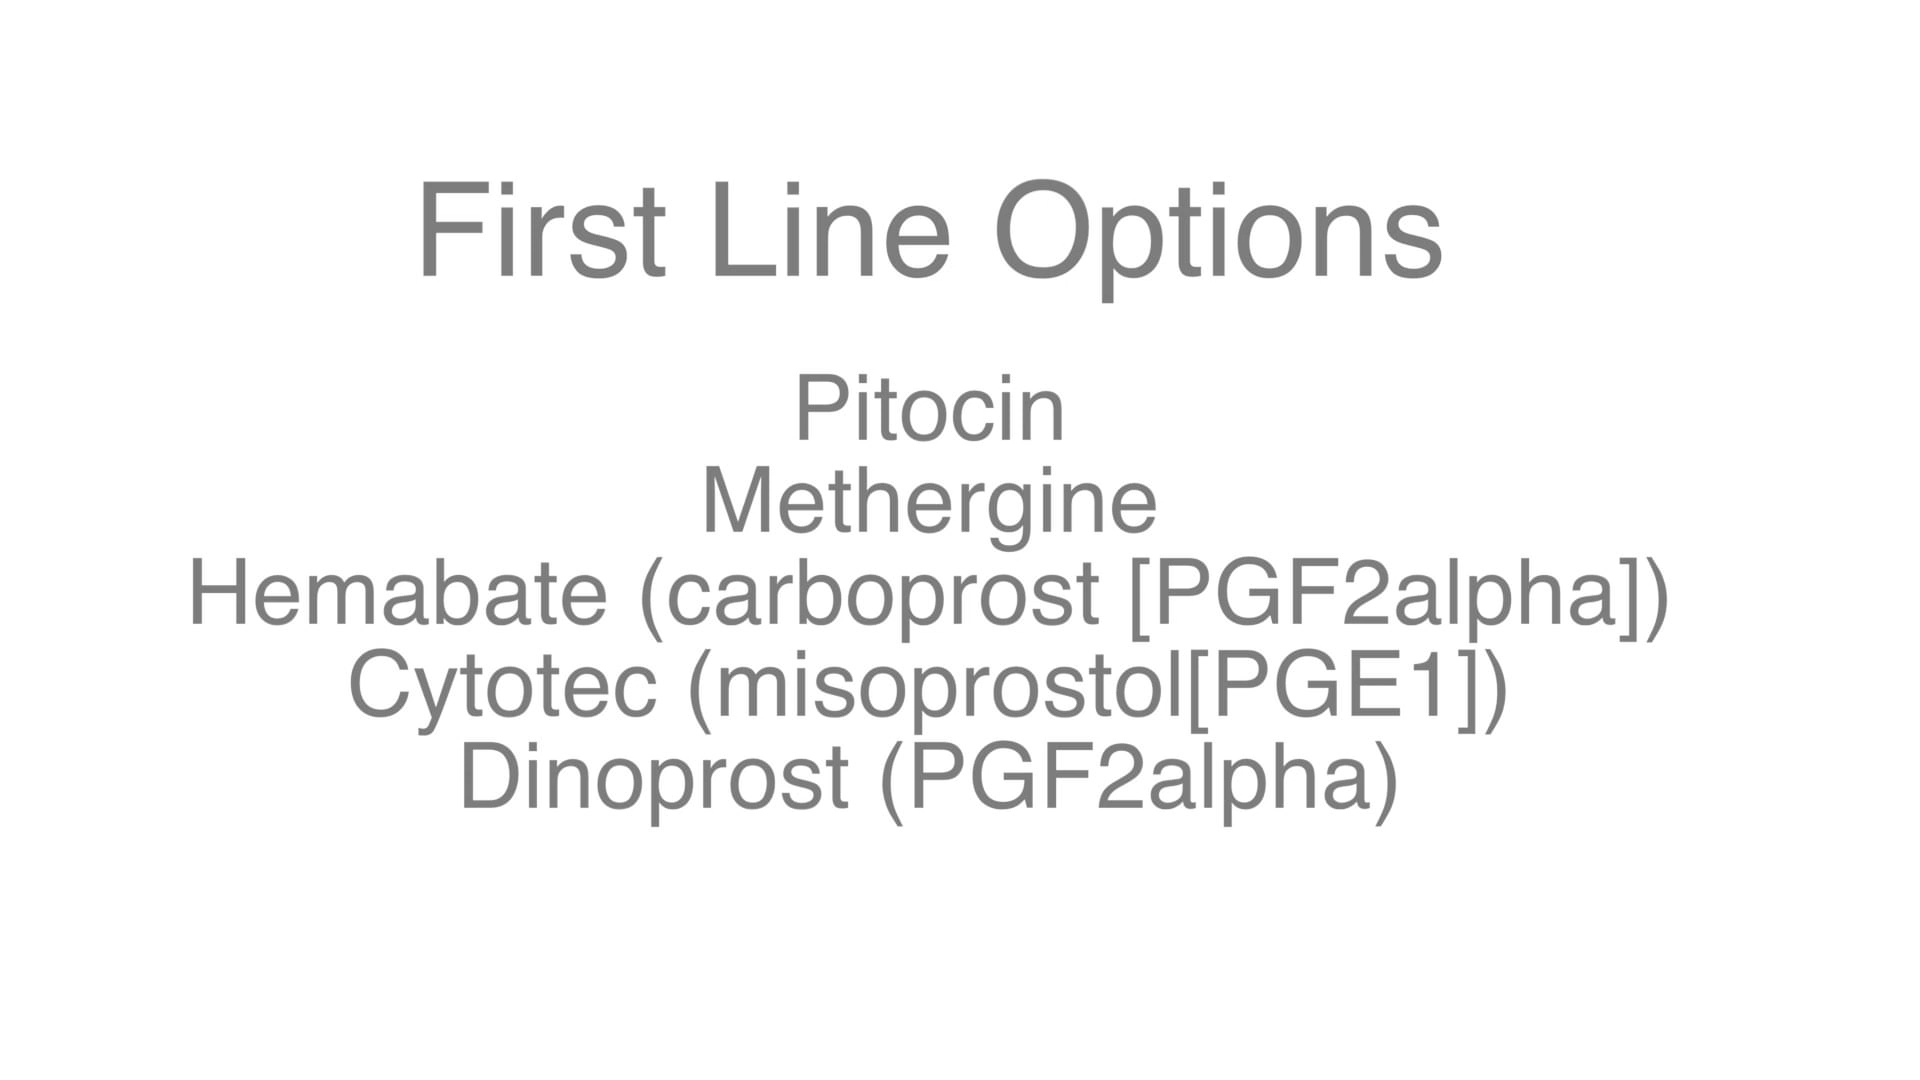 First Line Options
Pitocin
Methergine
Hemabate (carboprost [PGF2alpha])
Cytotec (misoprostol[PGE1])
Dinoprost (PGF2alpha)